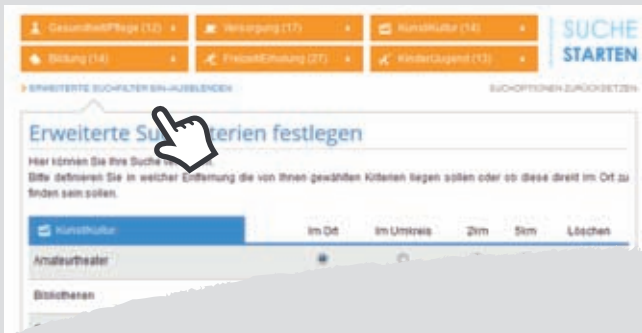 Gesundheit/Pflege (12)
Versorgung (17)
Kunst/Kultur (14)
SUCHE
STARTEN
Bildung (14)
Freizeit/Erholung (27)
Kinder/Jugend (13)
ERWEITERTE SUCHFILTER EIN-/AUSBLENDEN
SUCHOPTIONEN ZURÜCKSETZEN
Erweiterte Su terien festlegen
Hier können Sie Ihre Suche
Bitte definieren Sie in welcher Entfernung die von Ihnen gewählten Kriterien liegen sollen oder ob diese direkt im Ort zu
finden sein sollen.
Kunst/Kultur Im Ort Im Umkreis 2km 5km Löschen
Amateurtheater
Bibliotheken